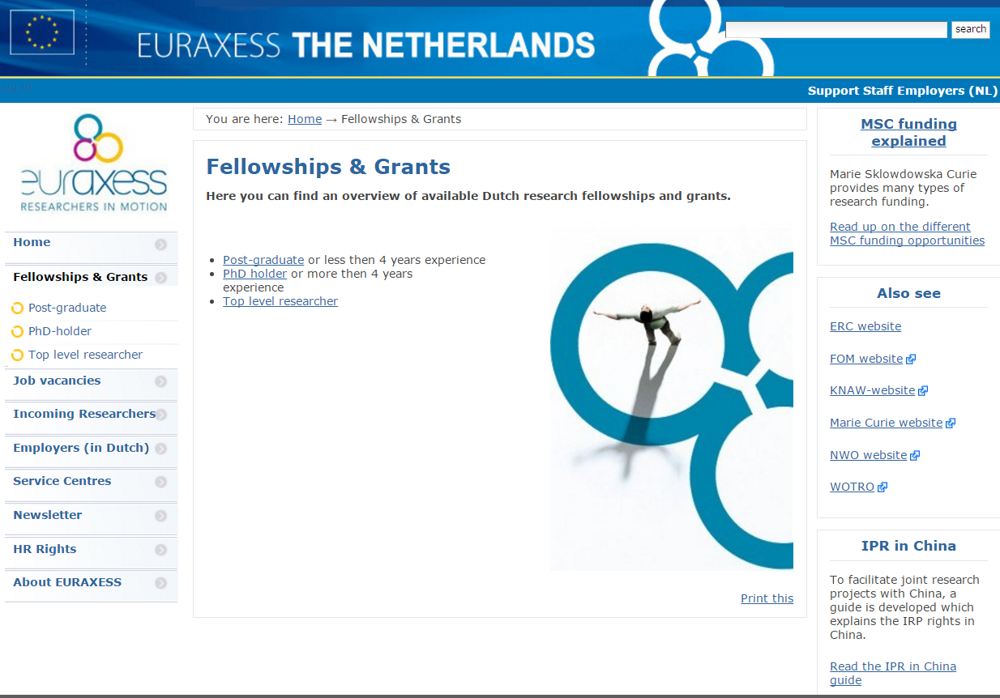 EURAXESS THE NETHERLANDS
search
Support Staff Employers (NL)
euraxess
RESEARCHERS IN MOTION
Home
Fellowships & Grants
Post-graduate
PhD-holder
Top level researcher
Job vacancies
Incoming Researchers
Employers (in Dutch)
Service Centres
Newsletter
HR Rights
About EURAXESS
You are here: Home → Fellowships & Grants
Fellowships & Grants
Here you can find an overview of available Dutch research fellowships and grants.
Post-graduate or less then 4 years experience
PhD holder or more then 4 years
experience
Top level researcher
Print this
MSC funding
explained
Marie Sklowdowska Curie
provides many types of
research funding.
Read up on the different
MSC funding opportunities
Also see
ERC website
FOM website
KNAW-website
Marie Curie website
NWO website
WOTRO
IPR in China
To facilitate joint research
projects with China, a
guide is developed which
explains the IRP rights in
China.
Read the IPR in China
guide